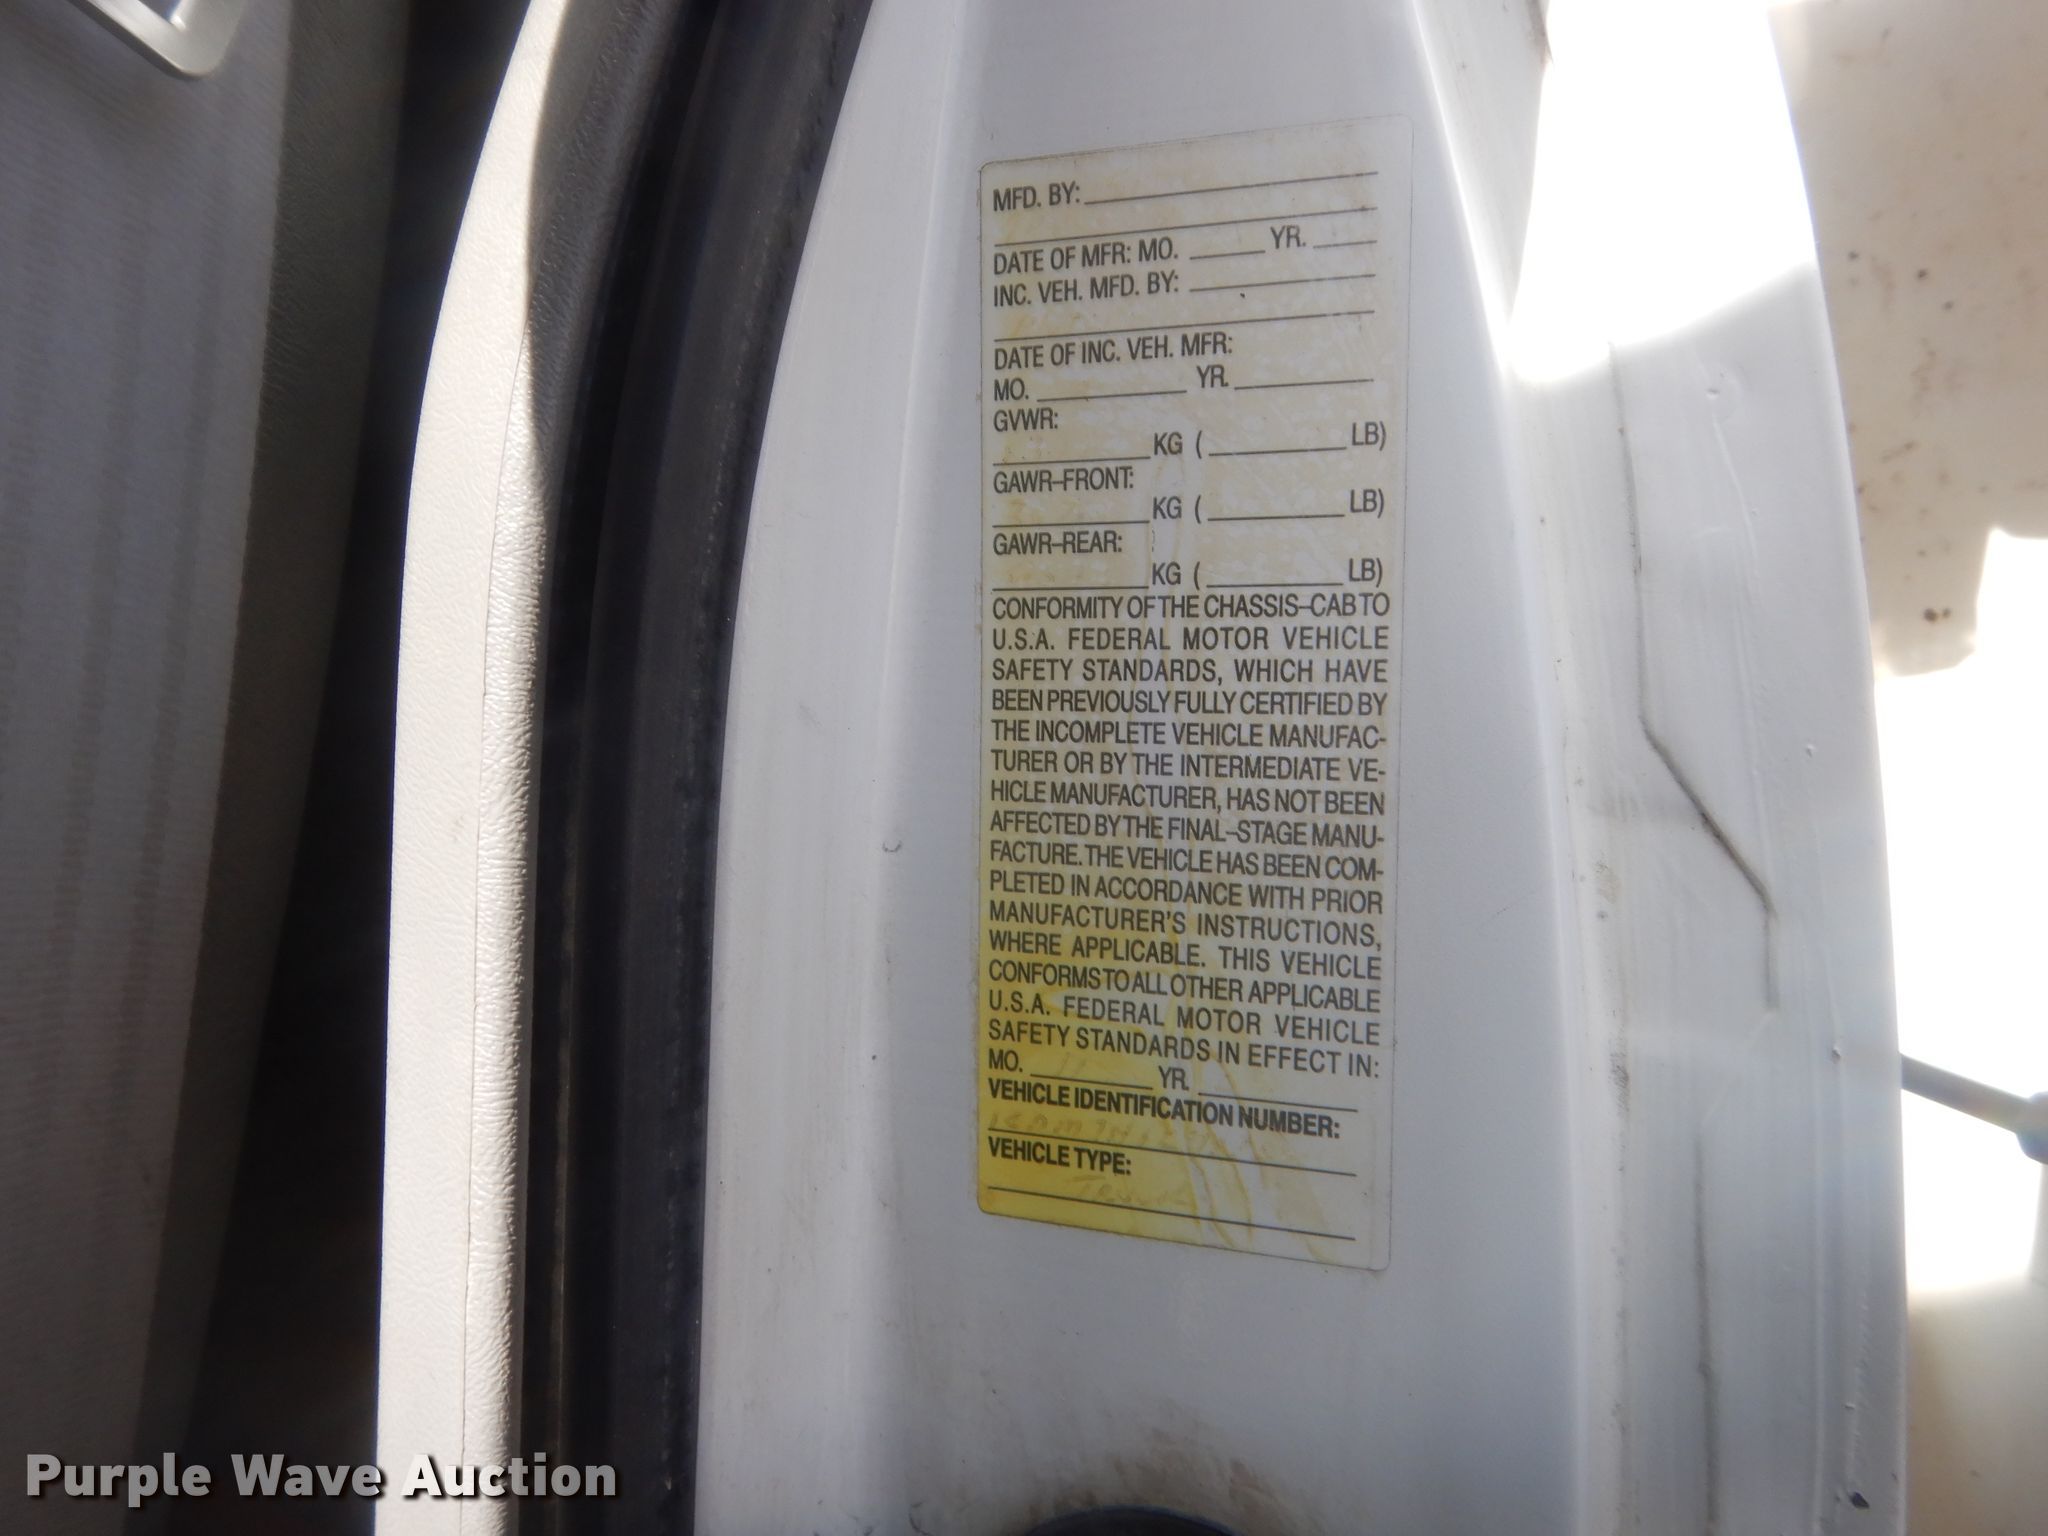 MFD. BY:
DATE OF MFR: MO. YR.
INC. VEH. MFD. BY:
DATE OF INC. VEH. MFR:
MO. YR.
GVWR:
KG ( LB)
GAWR–FRONT:
KG ( LB)
GAWR–REAR:
KG ( LB)
CONFORMITY OF THE CHASSIS–CAB TO
U.S.A. FEDERAL MOTOR VEHICLE
SAFETY STANDARDS, WHICH HAVE
BEEN PREVIOUSLY FULLY CERTIFIED BY
THE INCOMPLETE VEHICLE MANUFAC-
TURER OR BY THE INTERMEDIATE VE-
HICLE MANUFACTURER, HAS NOT BEEN
AFFECTED BY THE FINAL–STAGE MANU-
FACTURE. THE VEHICLE HAS BEEN COM-
PLETED IN ACCORDANCE WITH PRIOR
MANUFACTURER'S INSTRUCTIONS,
WHERE APPLICABLE. THIS VEHICLE
CONFORMS TO ALL OTHER APPLICABLE
U.S.A. FEDERAL MOTOR VEHICLE
SAFETY STANDARDS IN EFFECT IN:
MO. 11 YR.
VEHICLE IDENTIFICATION NUMBER:
VEHICLE TYPE:
Truck
Purple Wave Auction